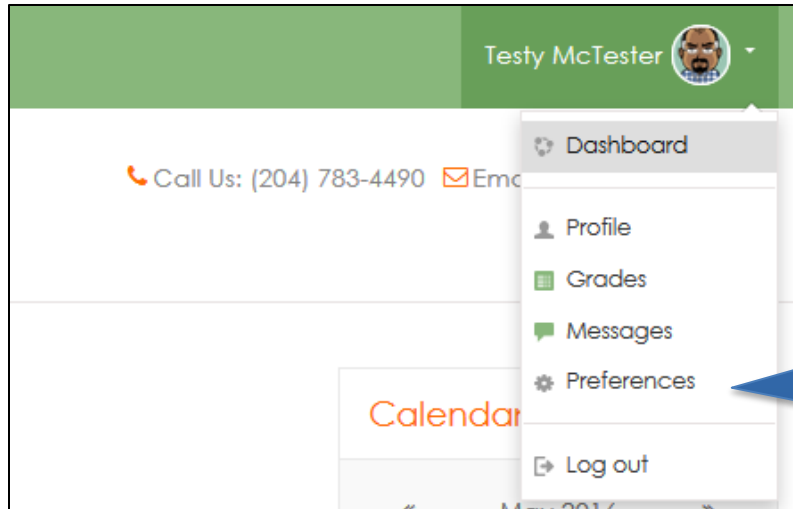 Testy McTester
Dashboard
Call Us: (204) 783-4490
Profile
Grades
Messages
Preferences
Calendar
Log out